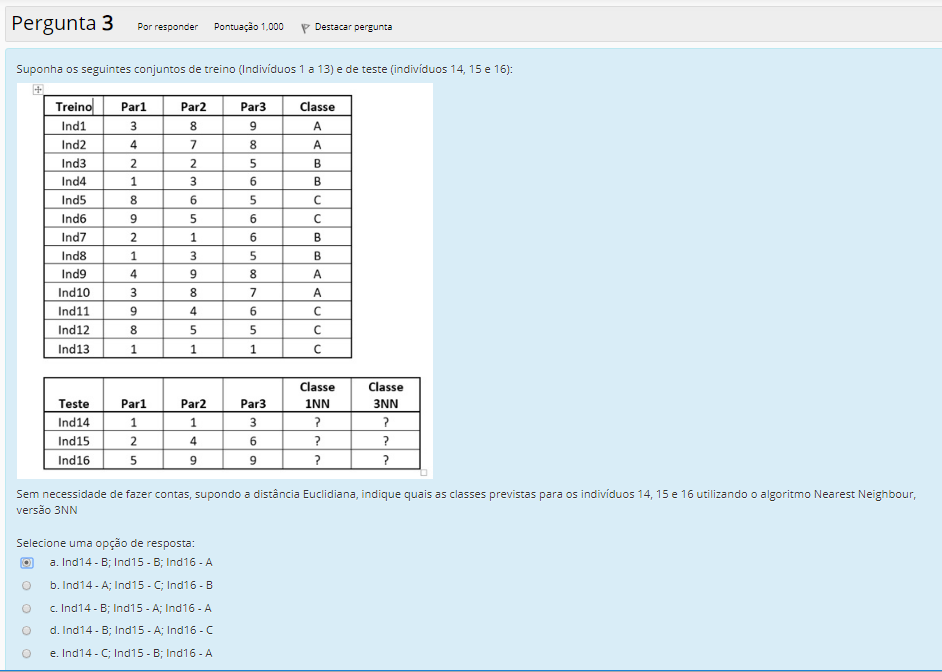 Pergunta 3 Por responder Pontuação 1,000 Destacar pergunta
Suponha os seguintes conjuntos de treino (Indivíduos 1 a 13) e de teste (indivíduos 14, 15 e 16):
Treino Par1 Par2 Par3 Classe
Ind1 3 8 9 A
Ind2 4 7 8 A
Ind3 2 2 5 B
Ind4 1 3 6 B
Ind5 8 6 5 C
Ind6 9 5 6 C
Ind7 2 1 6 B
Ind8 1 3 5 B
Ind9 4 9 8 A
Ind10 3 8 7 A
Ind11 9 4 6 C
Ind12 8 5 5 C
Ind13 1 1 1 C
Classe Classe
Teste Par1 Par2 Par3 1NN 3NN
Ind14 1 1 3 ? ?
Ind15 2 4 6 ? ?
Ind16 5 9 9 ? ?
Sem necessidade de fazer contas, supondo a distância Euclidiana, indique quais as classes previstas para os indivíduos 14, 15 e 16 utilizando o algoritmo Nearest Neighbour,
versão 3NN
Selecione uma opção de resposta:
a. Ind14 - B; Ind15 - B; Ind16 - A
b. Ind14 - A; Ind15 - C; Ind16 - B
c. Ind14 - B; Ind15 - A; Ind16 - A
d. Ind14 - B; Ind15 - A; Ind16 - C
e. Ind14 - C; Ind15 - B; Ind16 - A